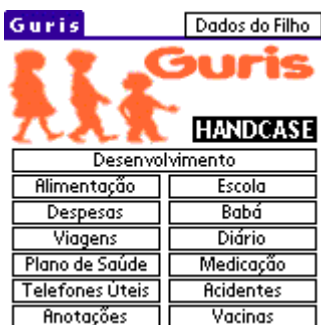 Guris Dados do Filho
Guris
HANDCASE
Desenvolvimento
Alimentação Escola
Despesas Babá
Viagens Diário
Plano de Saúde Medicação
Telefones Úteis Acidentes
Anotações Vacinas